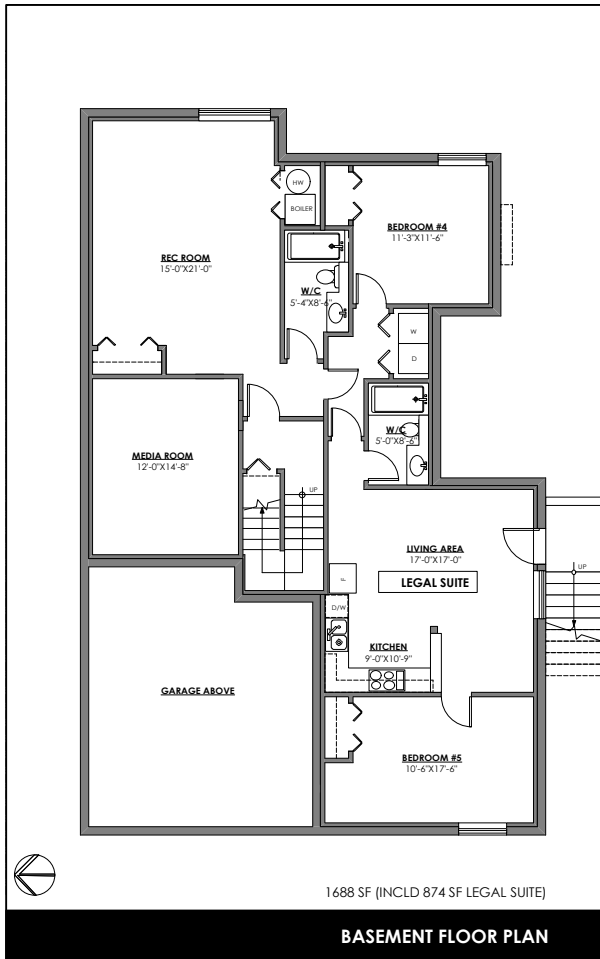 HW
BOILER
BEDROOM #4
11'-3"X11'-6"
REC ROOM
15'-0"X21'-0"
W/C
5'-4"X8'-6"
W
D
W/C
5'-0"X8'-6"
MEDIA ROOM
12'-0"X14'-8"
UP
LIVING AREA
17'-0"X17'-0"
UP
LEGAL SUITE
F
D/W
KITCHEN
9'-0"X10'-9"
GARAGE ABOVE
BEDROOM #5
10'-6"X17'-6"
1688 SF (INCLD 874 SF LEGAL SUITE)
BASEMENT FLOOR PLAN